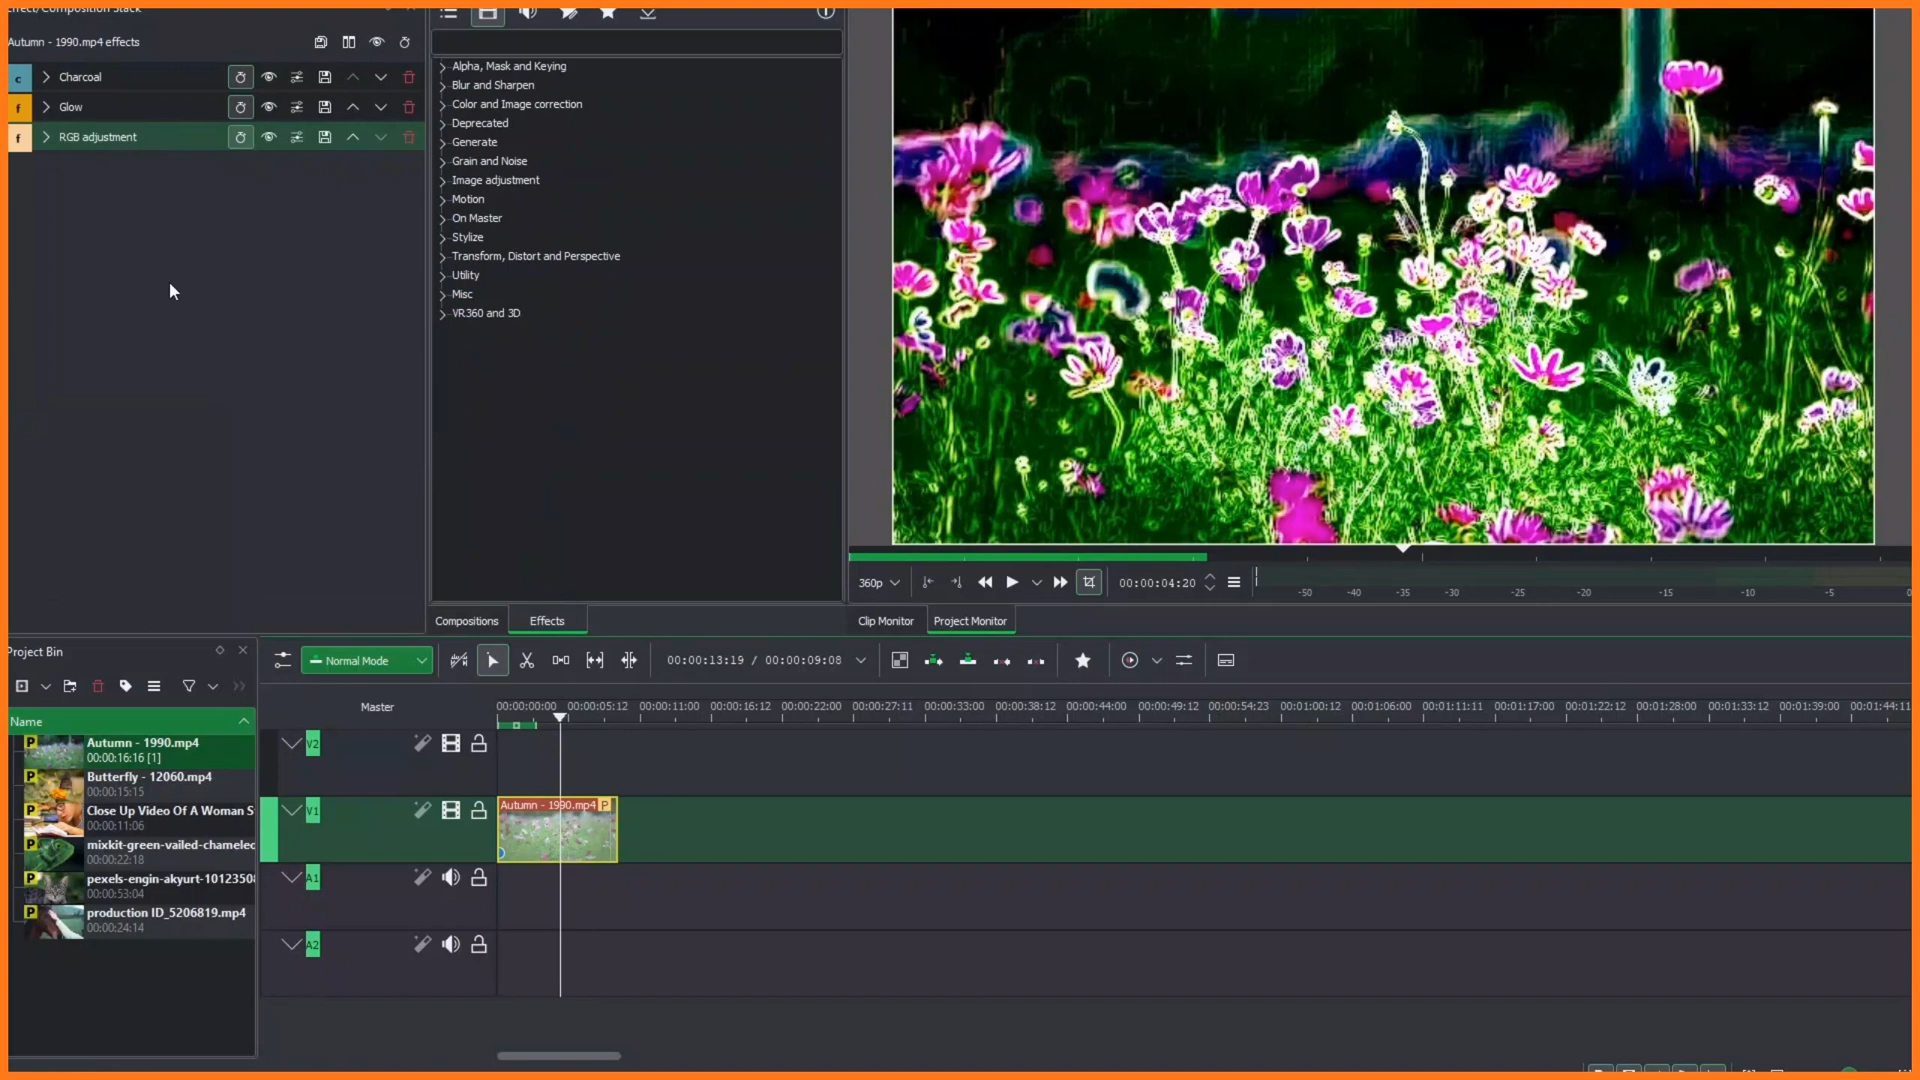 Effect/Composition Stack
Autumn - 1990.mp4 effects
c Charcoal
f Glow
f RGB adjustment
Alpha, Mask and Keying
Blur and Sharpen
Color and Image correction
Deprecated
Generate
Grain and Noise
Image adjustment
Motion
On Master
Stylize
Transform, Distort and Perspective
Utility
Misc
VR360 and 3D
Compositions Effects
360p 00:00:04:20
-50 -40 -35 -30 -25 -20 -15 -10 -5 0
Clip Monitor Project Monitor
Project Bin
Name
P Autumn - 1990.mp4
00:00:16:16 [1]
P Butterfly - 12060.mp4
00:00:15:15
P Close Up Video Of A Woman S
00:00:11:06
P mixkit-green-vailed-chamelec
00:00:22:18
P pexels-engin-akyurt-10123508
00:00:53:04
P production ID_5206819.mp4
00:00:24:14
Normal Mode 00:00:13:19 / 00:00:09:08
Master
00:00:00:00 00:00:05:12 00:00:11:00 00:00:16:12 00:00:22:00 00:00:27:11 00:00:33:00 00:00:38:12 00:00:44:00 00:00:49:12 00:00:54:23 00:01:00:12 00:01:06:00 00:01:11:11 00:01:17:00 00:01:22:12 00:01:28:00 00:01:33:12 00:01:39:00 00:01:44:11
V2
V1
Autumn - 1990.mp4 P
A1
A2